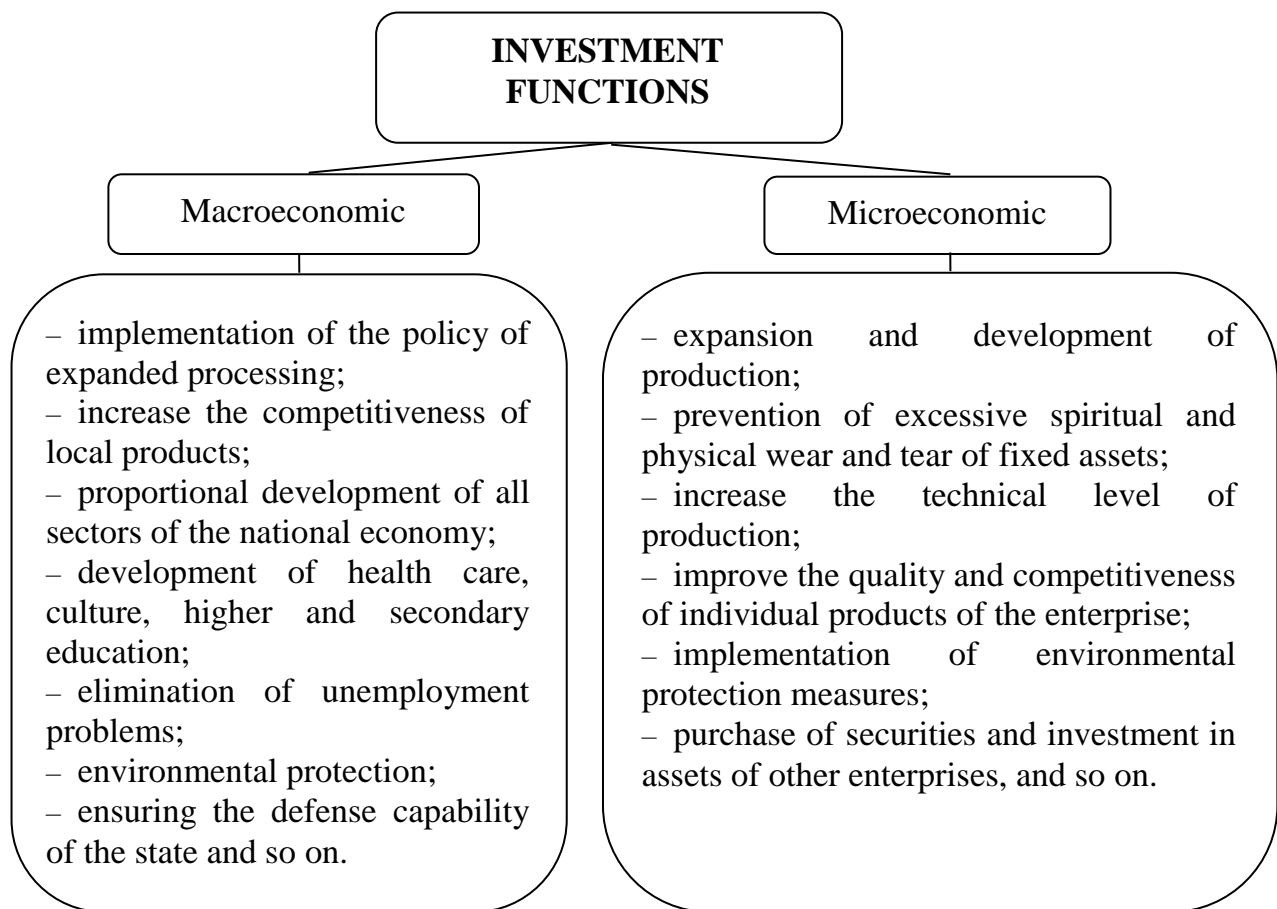 INVESTMENT
FUNCTIONS
Macroeconomic
Microeconomic
– implementation of the policy of
expanded processing;
– increase the competitiveness of
local products;
– proportional development of all
sectors of the national economy;
– development of health care,
culture, higher and secondary
education;
– elimination of unemployment
problems;
– environmental protection;
– ensuring the defense capability
of the state and so on.
– expansion and development of
production;
– prevention of excessive spiritual and
physical wear and tear of fixed assets;
– increase the technical level of
production;
– improve the quality and competitiveness
of individual products of the enterprise;
– implementation of environmental
protection measures;
– purchase of securities and investment in
assets of other enterprises, and so on.